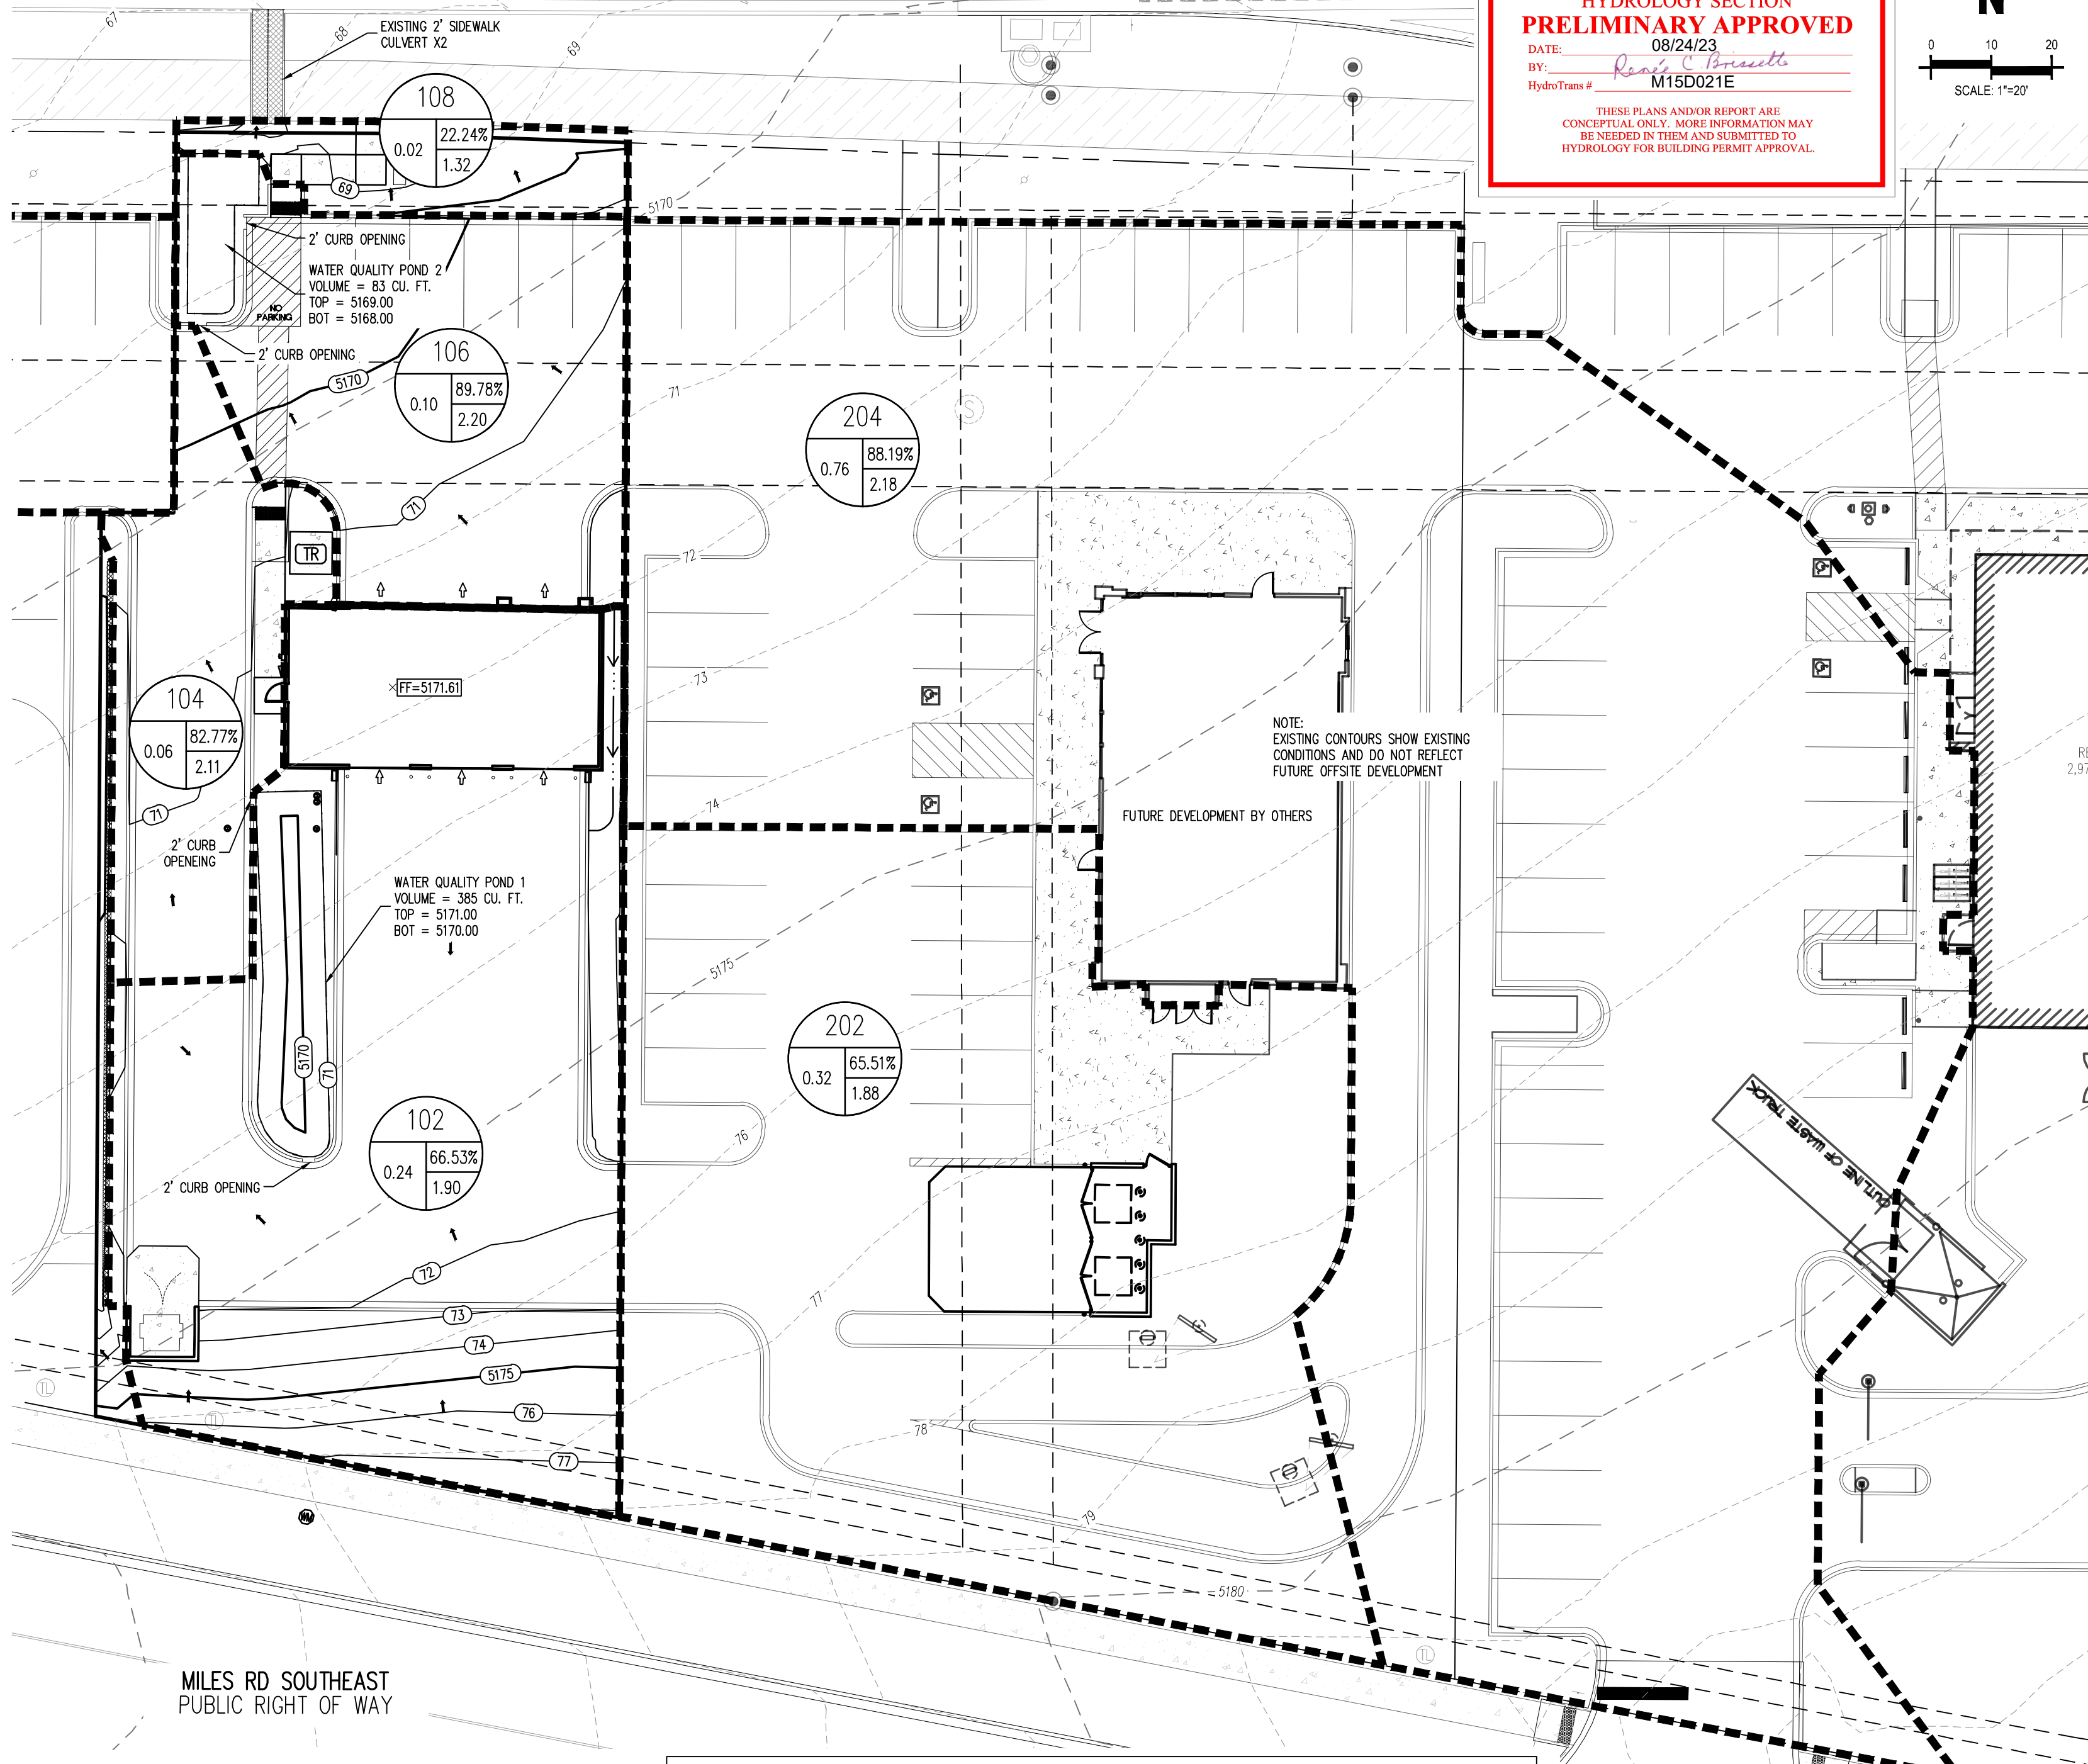 67
68
69
EXISTING 2' SIDEWALK
CULVERT X2
HYDROLOGY SECTION
PRELIMINARY APPROVED
DATE: 08/24/23
BY: Renée C. Brissette
HydroTrans # M15D021E
THESE PLANS AND/OR REPORT ARE
CONCEPTUAL ONLY. MORE INFORMATION MAY
BE NEEDED IN THEM AND SUBMITTED TO
HYDROLOGY FOR BUILDING PERMIT APPROVAL.
N
0 10 20
SCALE: 1"=20'
108
0.02
22.24%
1.32
69
5170
2' CURB OPENING
WATER QUALITY POND 2
VOLUME = 83 CU. FT.
TOP = 5169.00
BOT = 5168.00
NO
PARKING
2' CURB OPENING
5170
106
0.10
89.78%
2.20
71
204
0.76
88.19%
2.18
S
71
TR
72
FF=5171.61
73
104
0.06
82.77%
2.11
71
2' CURB
OPENEING
74
NOTE:
EXISTING CONTOURS SHOW EXISTING
CONDITIONS AND DO NOT REFLECT
FUTURE OFFSITE DEVELOPMENT
RE
2,97
FUTURE DEVELOPMENT BY OTHERS
WATER QUALITY POND 1
VOLUME = 385 CU. FT.
TOP = 5171.00
BOT = 5170.00
5175
5170
71
202
0.32
65.51%
1.88
102
0.24
66.53%
1.90
76
2' CURB OPENING
OUTLINE OF WASTE TRUCK
72
73
74
5175
76
77
77
78
79
5180
TL
TL
TL
WM
MILES RD SOUTHEAST
PUBLIC RIGHT OF WAY